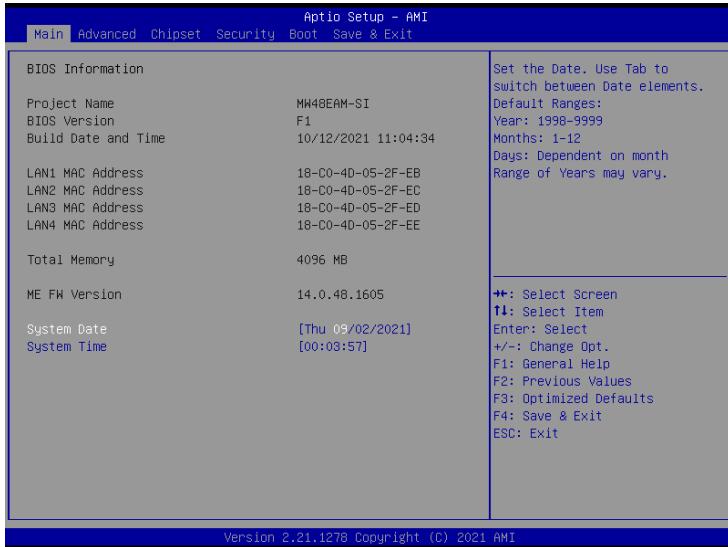 Aptio Setup – AMI
Main Advanced Chipset Security Boot Save & Exit
BIOS Information
Project Name MW48EAM-SI
BIOS Version F1
Build Date and Time 10/12/2021 11:04:34
LAN1 MAC Address 18-C0-4D-05-2F-EB
LAN2 MAC Address 18-C0-4D-05-2F-EC
LAN3 MAC Address 18-C0-4D-05-2F-ED
LAN4 MAC Address 18-C0-4D-05-2F-EE
Total Memory 4096 MB
ME FW Version 14.0.48.1605
System Date [Thu 09/02/2021]
System Time [00:03:57]
Set the Date. Use Tab to
switch between Date elements.
Default Ranges:
Year: 1998-9999
Months: 1-12
Days: Dependent on month
Range of Years may vary.
→←: Select Screen
↑↓: Select Item
Enter: Select
+/-: Change Opt.
F1: General Help
F2: Previous Values
F3: Optimized Defaults
F4: Save & Exit
ESC: Exit
Version 2.21.1278 Copyright (C) 2021 AMI